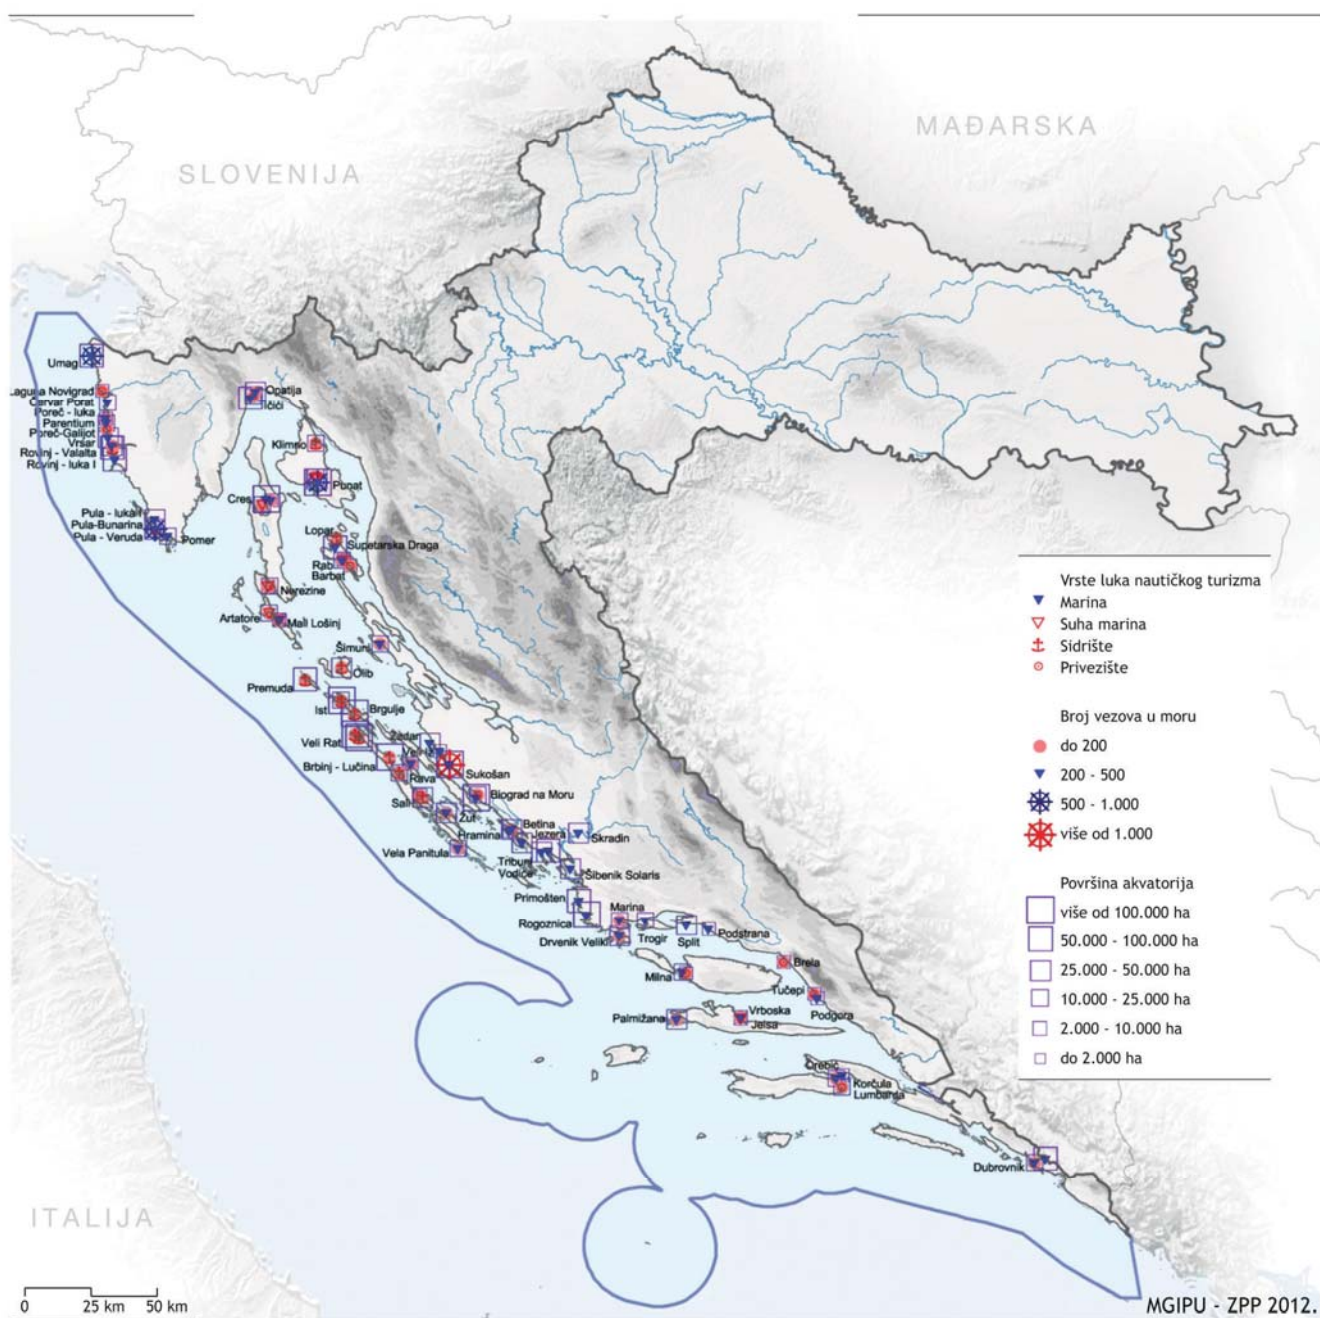 MAĐARSKA
SLOVENIJA
Umag
Laguna Novigrad
Červar Porat
Poreč - luka
Parentium
Poreč-Galijot
Vrsar
Rovinj - Valalta
Rovinj - luka I
Opatija
Ičići
Klimno
Punat
Cres
Pula - luka I
Pula-Bunarina
Pula - Veruda
Pomer
Lopar
Supetarska Draga
Rab
Barbat
Nerezine
Artatore
Mali Lošinj
Šimuni
Olib
Premuda
Ist
Brgulje
Veli Rat
Zadar
Veli Iž
Brbinj - Lučina
Sukošan
Rava
Sali
Biograd na Moru
Žut
Betina
Hramina
Jezera
Skradin
Vela Panitula
Tribunj
Vodice
Šibenik Solaris
Primošten
Rogoznica
Marina
Drvenik Veliki
Trogir
Split
Podstrana
Brela
Milna
Tučepi
Podgora
Palmižana
Vrboska
Jelsa
Orebić
Korčula
Lumbarda
Dubrovnik
Vrste luka nautičkog turizma
Marina
Suha marina
Sidrište
Privezište
Broj vezova u moru
do 200
200 - 500
500 - 1.000
više od 1.000
Površina akvatorija
više od 100.000 ha
50.000 - 100.000 ha
25.000 - 50.000 ha
10.000 - 25.000 ha
2.000 - 10.000 ha
do 2.000 ha
ITALIJA
0 25 km 50 km
MGIPU - ZPP 2012.